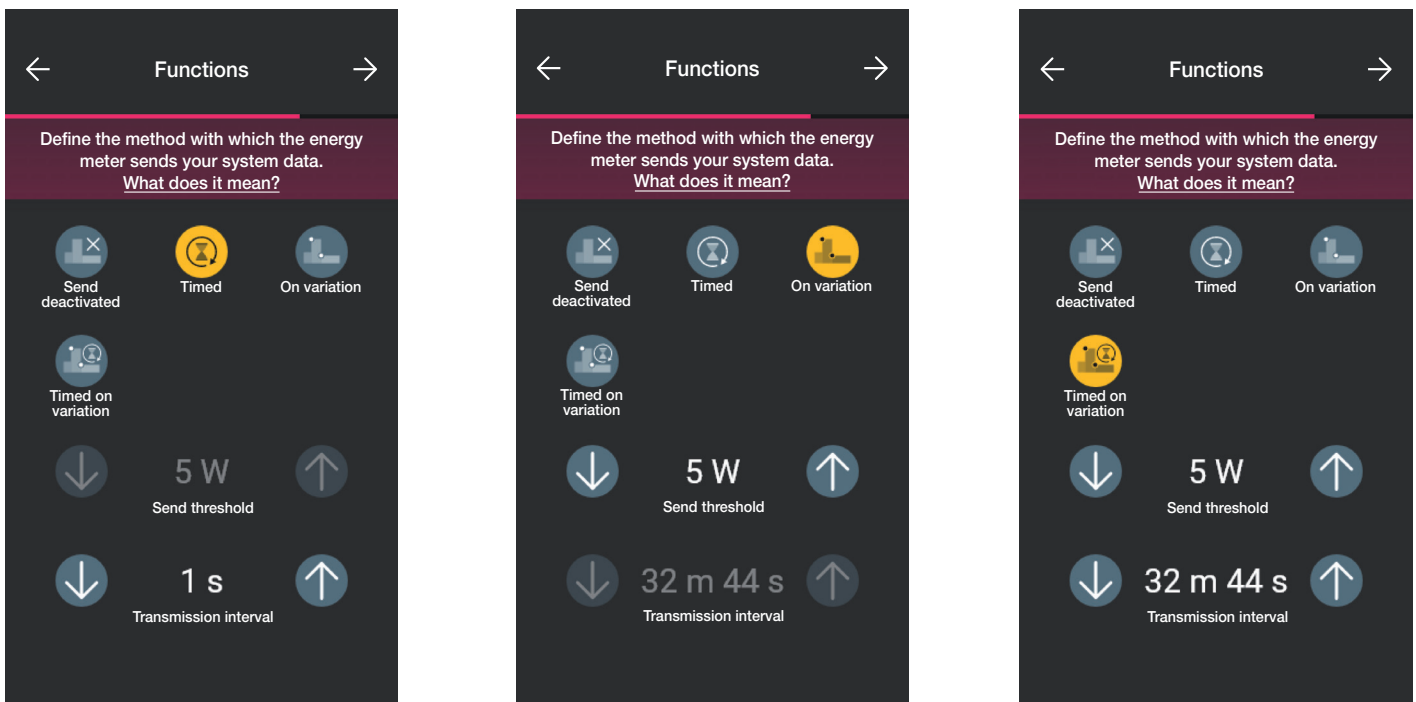 Functions
Define the method with which the energy
meter sends your system data.
What does it mean?
Send
deactivated
Timed
On variation
Timed on
variation
5 W
Send threshold
1 s
Transmission interval
Functions
Define the method with which the energy
meter sends your system data.
What does it mean?
Send
deactivated
Timed
On variation
Timed on
variation
5 W
Send threshold
32 m 44 s
Transmission interval
Functions
Define the method with which the energy
meter sends your system data.
What does it mean?
Send
deactivated
Timed
On variation
Timed on
variation
5 W
Send threshold
32 m 44 s
Transmission interval